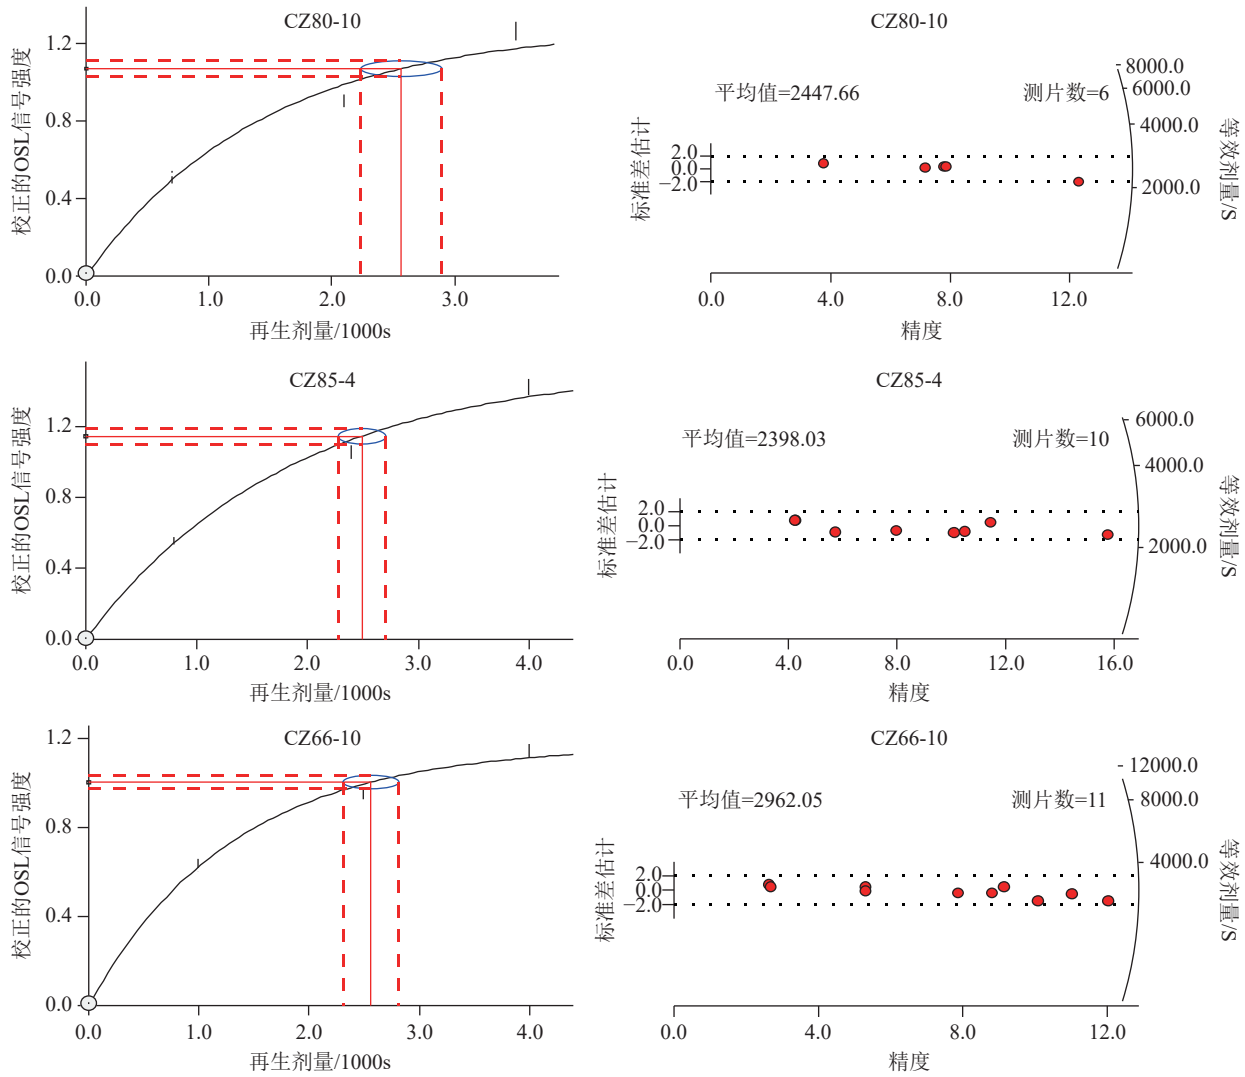 CZ80-10
校正的OSL信号强度
1.2
0.8
0.4
0.0
0.0 1.0 2.0 3.0
再生剂量/1000s
CZ80-10
平均值=2447.66 测片数=6
标准差估计
2.0
0.0
−2.0
8000.0
6000.0
4000.0
2000.0
等效剂量/S
0.0 4.0 8.0 12.0
精度
CZ85-4
校正的OSL信号强度
1.2
0.8
0.4
0.0
0.0 1.0 2.0 3.0 4.0
再生剂量/1000s
CZ85-4
平均值=2398.03 测片数=10
标准差估计
2.0
0.0
−2.0
6000.0
4000.0
2000.0
等效剂量/S
0.0 4.0 8.0 12.0 16.0
精度
CZ66-10
校正的OSL信号强度
1.2
0.8
0.4
0.0
0.0 1.0 2.0 3.0 4.0
再生剂量/1000s
CZ66-10
平均值=2962.05 测片数=11
标准差估计
2.0
0.0
−2.0
12000.0
8000.0
4000.0
等效剂量/S
0.0 4.0 8.0 12.0
精度